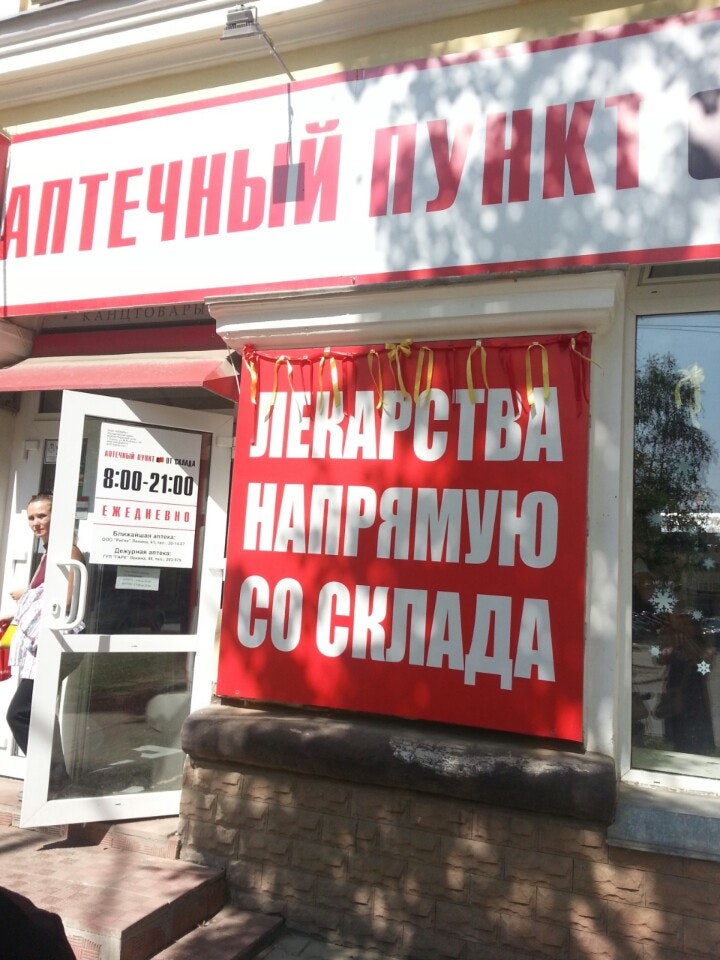 АПТЕЧНЫЙ ПУНКТ
КАНЦТОВАРЫ
ЛЕКАРСТВА
НАПРЯМУЮ
СО СКЛАДА
АПТЕЧНЫЙ ПУНКТ ОТ СКЛАДА
8:00-21:00
ЕЖЕДНЕВНО
Ближайшая аптека:
Дежурная аптека: